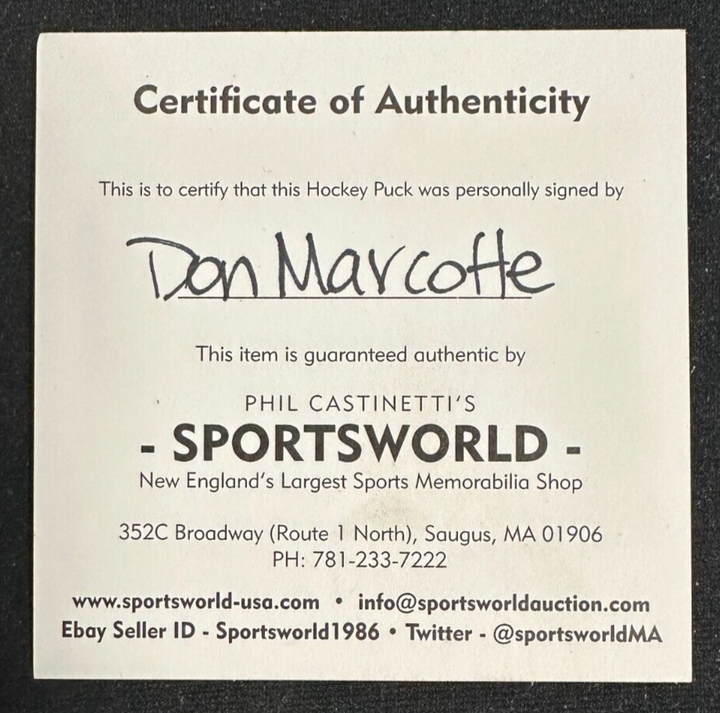 Certificate of Authenticity
This is to certify that this Hockey Puck was personally signed by
Don Marcotte
This item is guaranteed authentic by
PHIL CASTINETTI'S
- SPORTSWORLD -
New England's Largest Sports Memorabilia Shop
352C Broadway (Route 1 North), Saugus, MA 01906
PH: 781-233-7222
www.sportsworld-usa.com • info@sportsworldauction.com
Ebay Seller ID - Sportsworld1986 • Twitter - @sportsworldMA